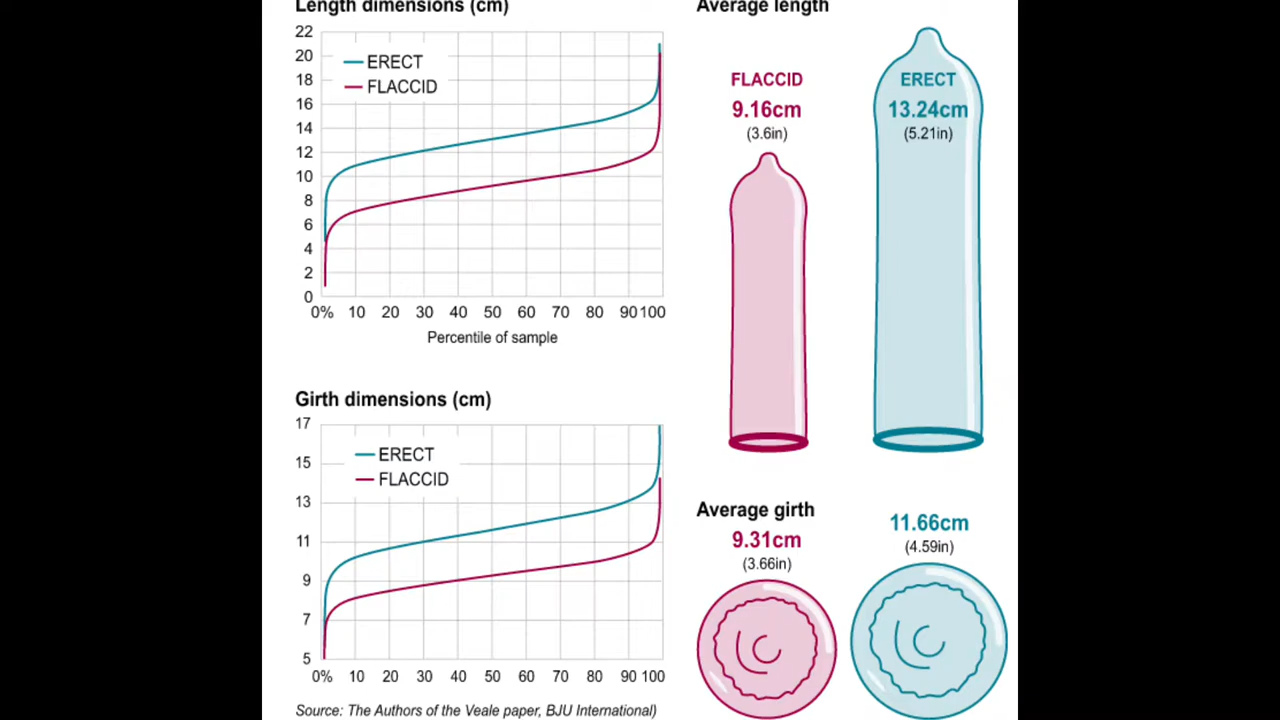 Length dimensions (cm)
22
20
18
16
14
12
10
8
6
4
2
0
ERECT
FLACCID
0% 10 20 30 40 50 60 70 80 90 100
Percentile of sample
Girth dimensions (cm)
17
15
13
11
9
7
5
ERECT
FLACCID
0% 10 20 30 40 50 60 70 80 90 100
Source: The Authors of the Veale paper, BJU International)
Average length
FLACCID
9.16cm
(3.6in)
ERECT
13.24cm
(5.21in)
Average girth
9.31cm
(3.66in)
11.66cm
(4.59in)